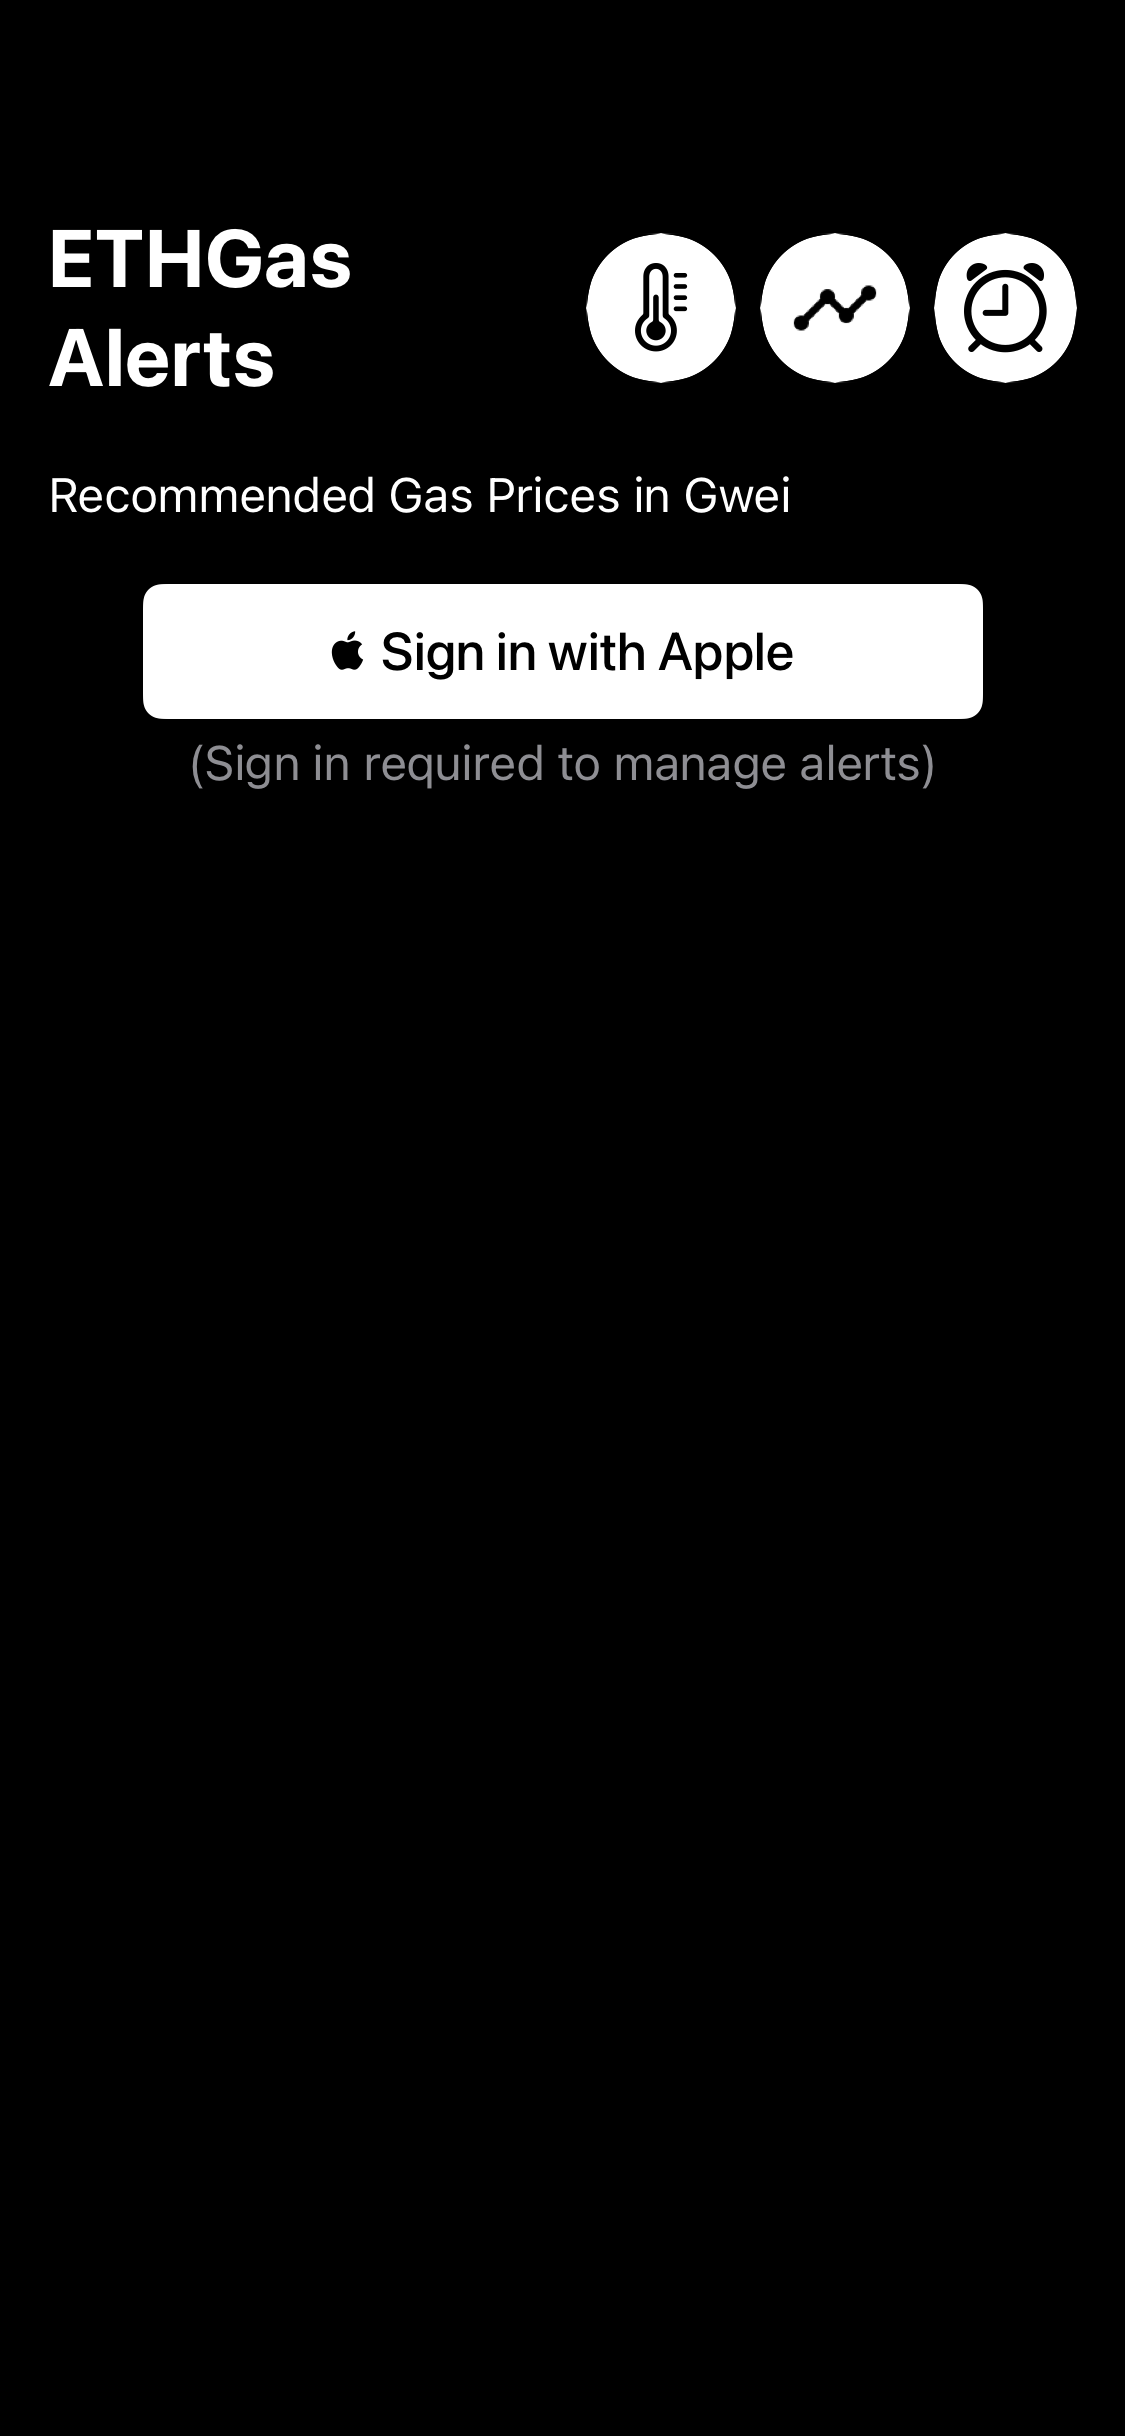 ETHGas
Alerts
Recommended Gas Prices in Gwei
Sign in with Apple
(Sign in required to manage alerts)